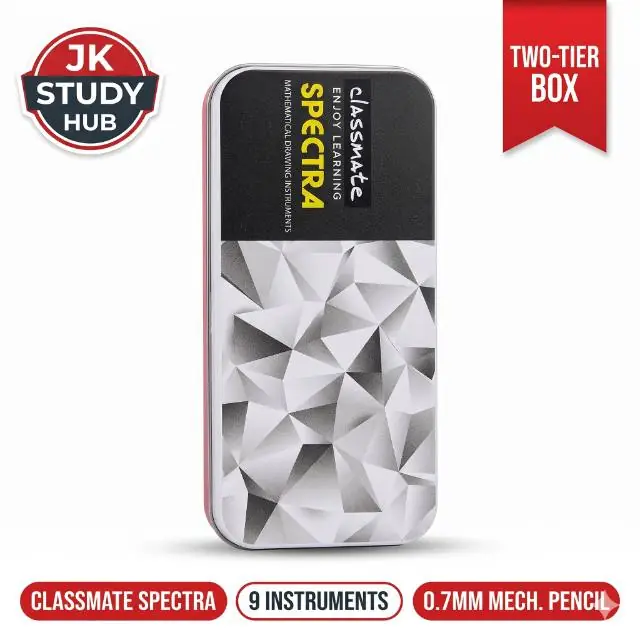 JK
STUDY
HUB
TWO-TIER
BOX
classmate
ENJOY LEARNING
SPECTRA
MATHEMATICAL DRAWING INSTRUMENTS
CLASSMATE SPECTRA
9 INSTRUMENTS
0.7MM MECH. PENCIL